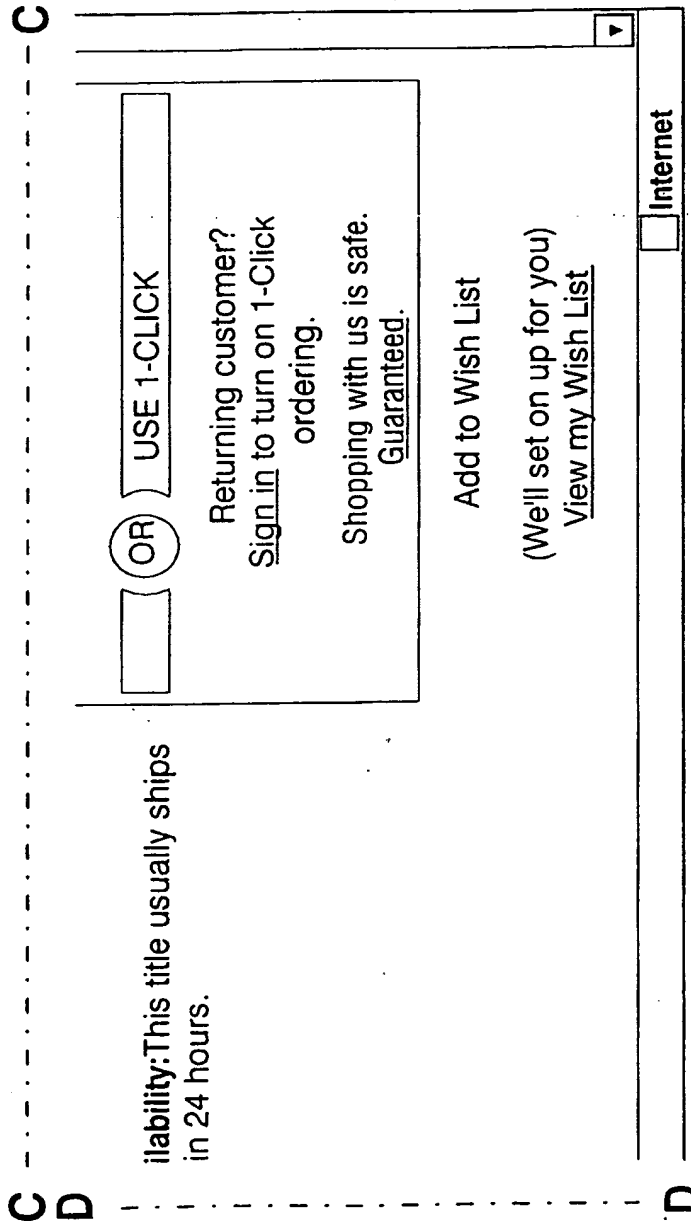 C C
D
ilability:This title usually ships
in 24 hours.
OR USE 1-CLICK
Returning customer?
Sign in to turn on 1-Click
ordering.
Shopping with us is safe.
Guaranteed.
Add to Wish List
(We'll set on up for you)
View my Wish List
D
Internet